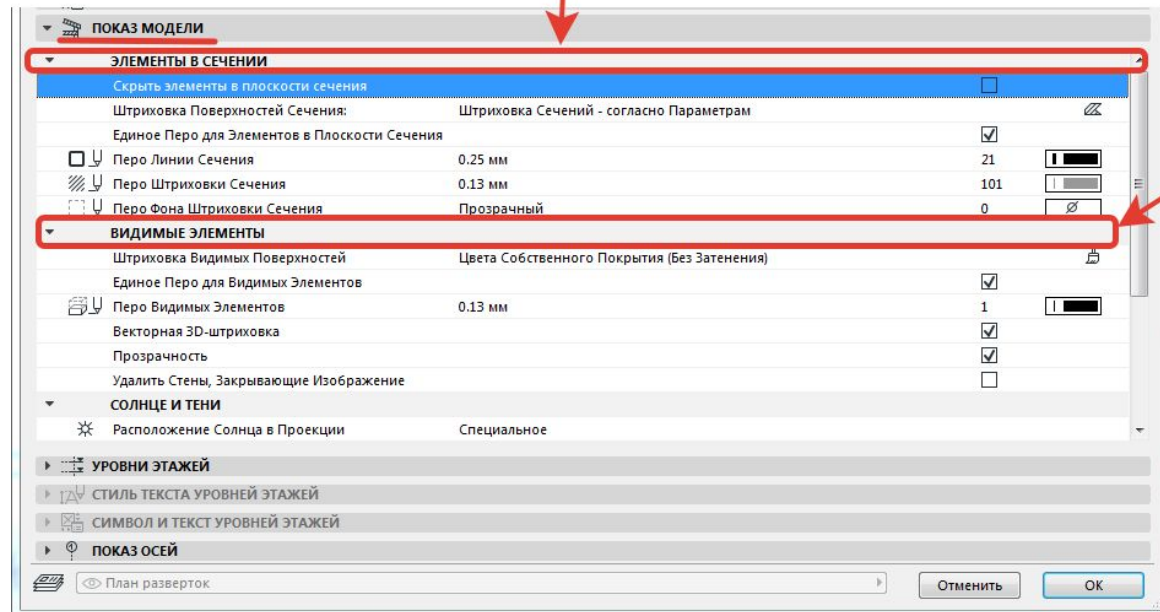 ПОКАЗ МОДЕЛИ
ЭЛЕМЕНТЫ В СЕЧЕНИИ
Скрыть элементы в плоскости сечения
Штриховка Поверхностей Сечения: Штриховка Сечений - согласно Параметрам
Единое Перо для Элементов в Плоскости Сечения
Перо Линии Сечения 0.25 мм 21
Перо Штриховки Сечения 0.13 мм 101
Перо Фона Штриховки Сечения Прозрачный 0
ВИДИМЫЕ ЭЛЕМЕНТЫ
Штриховка Видимых Поверхностей Цвета Собственного Покрытия (Без Затенения)
Единое Перо для Видимых Элементов
Перо Видимых Элементов 0.13 мм 1
Векторная 3D-штриховка
Прозрачность
Удалить Стены, Закрывающие Изображение
СОЛНЦЕ И ТЕНИ
Расположение Солнца в Проекции Специальное
УРОВНИ ЭТАЖЕЙ
СТИЛЬ ТЕКСТА УРОВНЕЙ ЭТАЖЕЙ
СИМВОЛ И ТЕКСТ УРОВНЕЙ ЭТАЖЕЙ
ПОКАЗ ОСЕЙ
План разверток Отменить OK